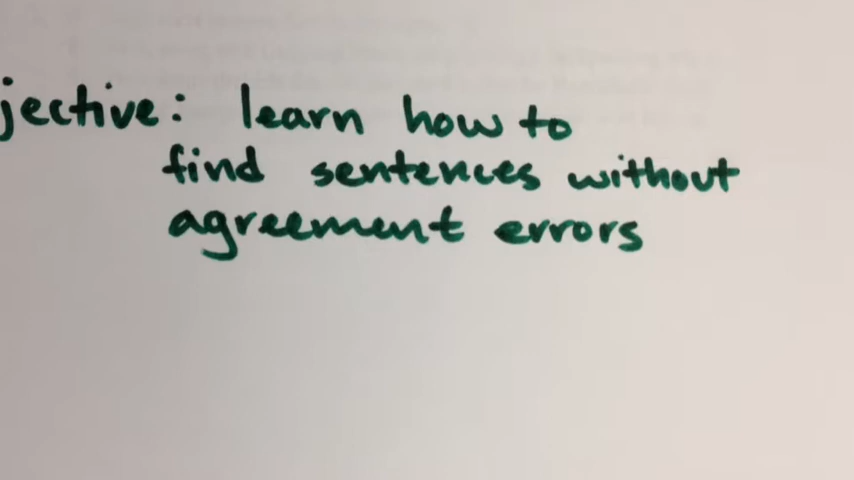 jective: learn how to
find sentences without
agreement errors